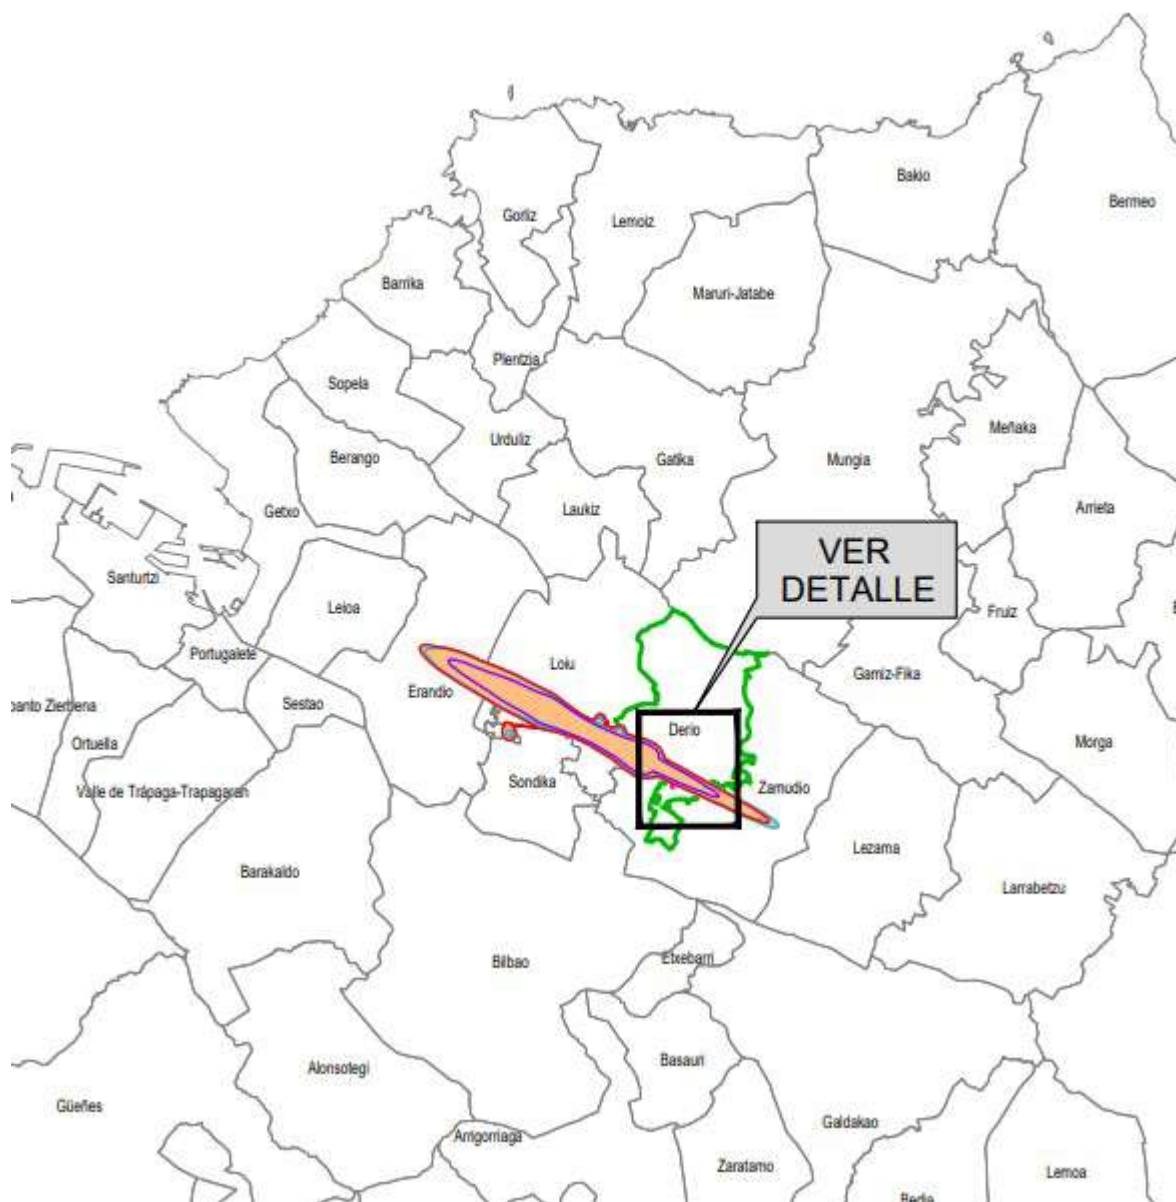 Bakio
Bermeo
Gorliz
Lemoiz
Barrika
Maruri-Jatabe
Plentzia
Sopela
Meñaka
Urduliz
Berango
Gatika
Mungia
Laukiz
Getxo
Arrieta
VER
DETALLE
Santurtzi
Leioa
Fruiz
Portugalete
Loiu
Gamiz-Fika
Erandio
Sestao
Derio
Morga
Ortuella
Sondika
Zamudio
Valle de Trápaga-Trapagaran
Lezama
Barakaldo
Larrabetzu
Bilbao
Etxebarri
Alonsotegi
Basauri
Güeñes
Galdakao
Arrigorriaga
Zaratamo
Lemoa
Bedia